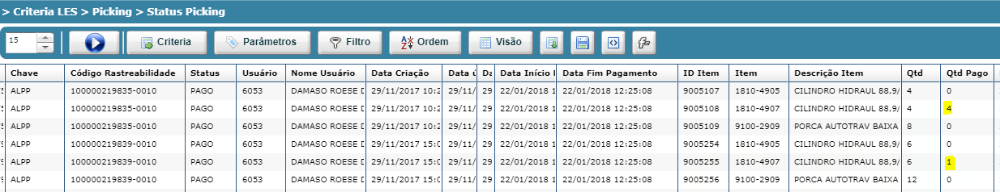 > Criteria LES > Picking > Status Picking
15 Criteria Parâmetros Filtro Ordem Visão
Chave Código Rastreabilidade Status Usuário Nome Usuário Data Criação Data Da Data Início Data Fim Pagamento ID Item Item Descrição Item Qtd Qtd Pago
ALPP 100000219835-0010 PAGO 6053 DAMASO ROESE D 29/11/2017 10:2 29/11/ 29 22/01/2018 1 22/01/2018 12:25:08 9005107 1810-4905 CILINDRO HIDRAUL 88,9/ 4 0
ALPP 100000219835-0010 PAGO 6053 DAMASO ROESE D 29/11/2017 10:2 29/11/ 29 22/01/2018 1 22/01/2018 12:25:08 9005108 1810-4907 CILINDRO HIDRAUL 88,9/ 4 4
ALPP 100000219835-0010 PAGO 6053 DAMASO ROESE D 29/11/2017 10:2 29/11/ 29 22/01/2018 1 22/01/2018 12:25:08 9005109 9100-2909 PORCA AUTOTRAV BAIXA 8 0
ALPP 100000219839-0010 PAGO 6053 DAMASO ROESE D 29/11/2017 15:0 29/11/ 29 22/01/2018 1 22/01/2018 12:25:08 9005254 1810-4905 CILINDRO HIDRAUL 88,9/ 6 0
ALPP 100000219839-0010 PAGO 6053 DAMASO ROESE D 29/11/2017 15:0 29/11/ 29 22/01/2018 1 22/01/2018 12:25:08 9005255 1810-4907 CILINDRO HIDRAUL 88,9/ 6 1
ALPP 100000219839-0010 PAGO 6053 DAMASO ROESE D 29/11/2017 15:0 29/11/ 29 22/01/2018 1 22/01/2018 12:25:08 9005256 9100-2909 PORCA AUTOTRAV BAIXA 12 0